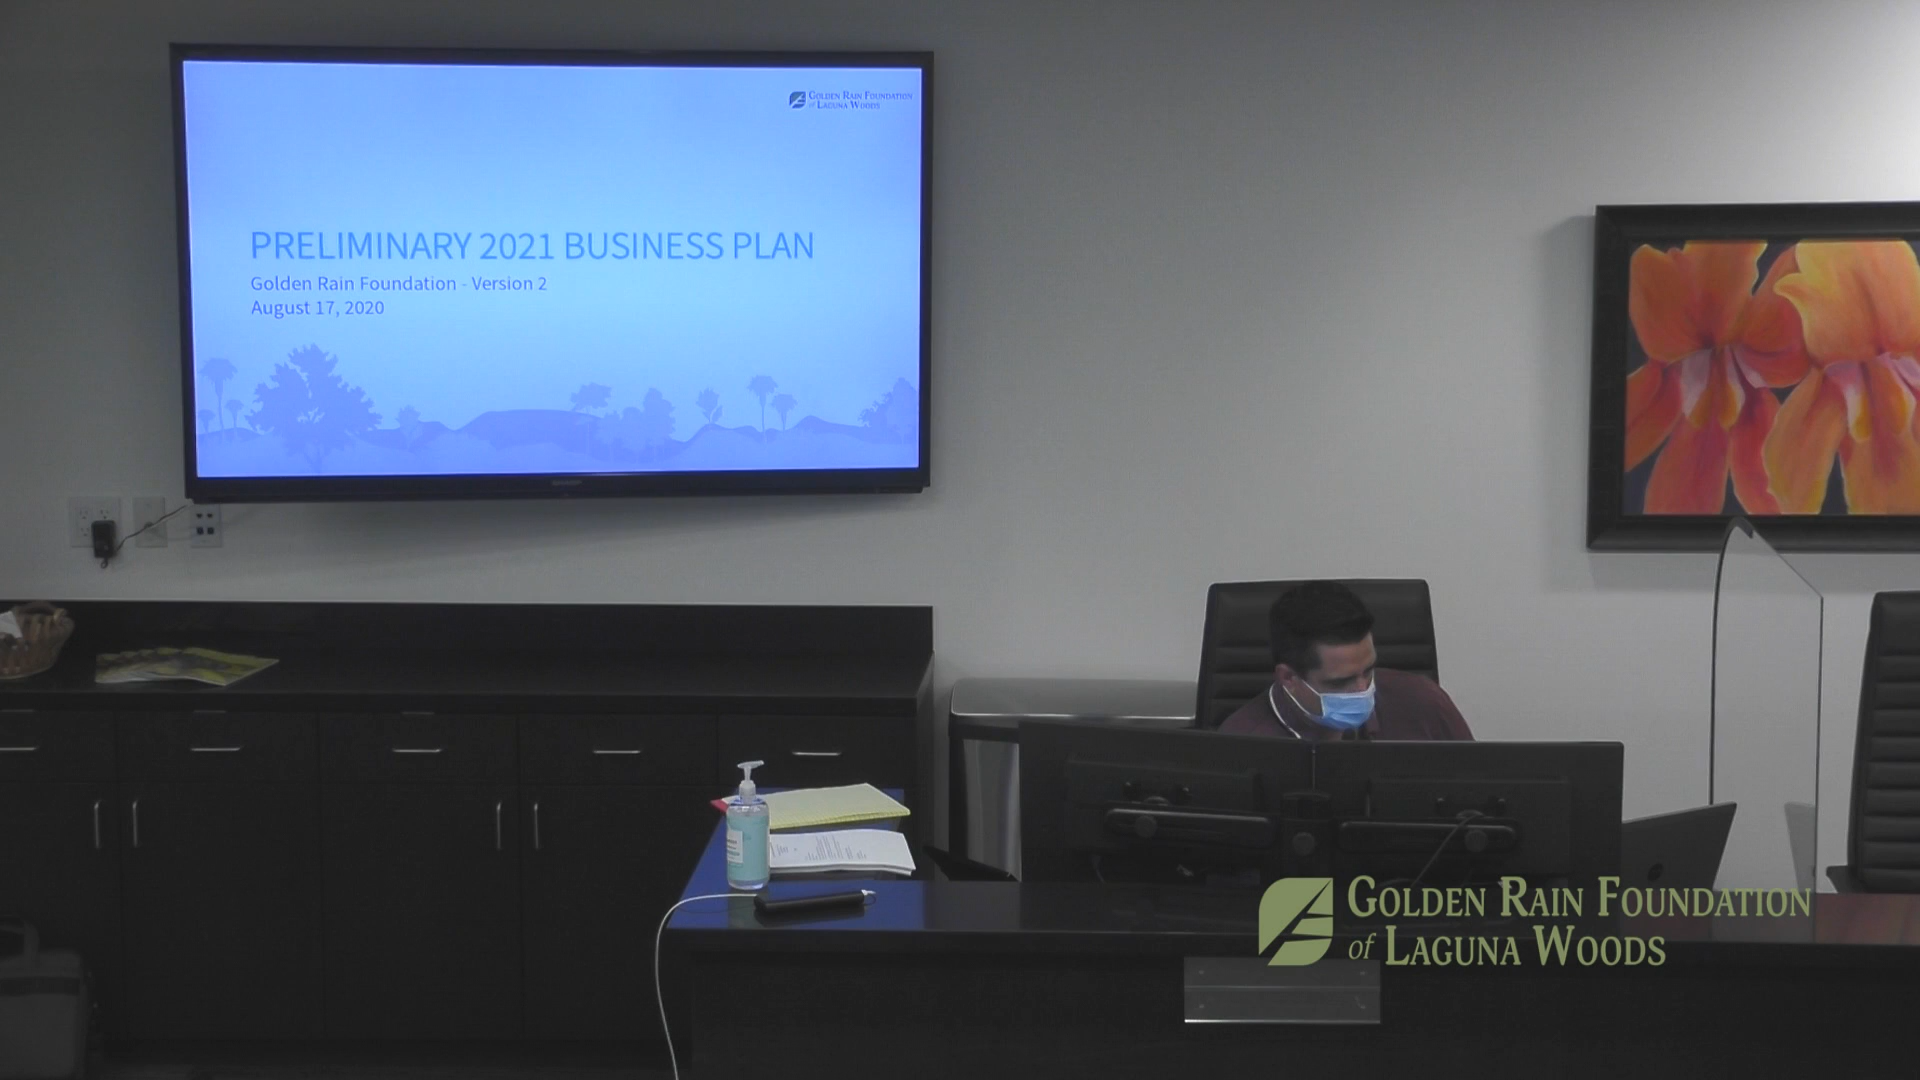 Golden Rain Foundation
of Laguna Woods
PRELIMINARY 2021 BUSINESS PLAN
Golden Rain Foundation - Version 2
August 17, 2020
SHARP
Golden Rain Foundation
of Laguna Woods